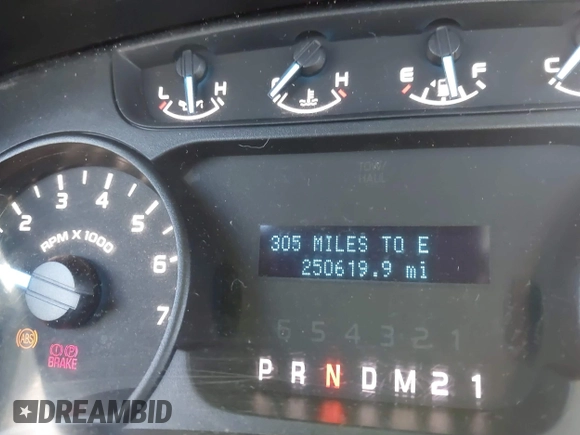 L H
C H
E F
C
2 3 4 5 6 7
RPM X 1000
305 MILES TO E
250619.9 mi
6 5 4 3 2 1
P R N D M 2 1
ABS
BRAKE
DREAMBID